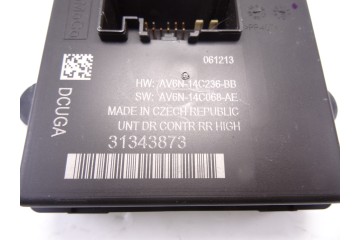 061213
HW: AV6N-14C236-BB
SW: AV6N-14C068-AE
MADE IN CZECH REPUBLIC
UNT DR CONTR RR HIGH
31343873
DCUGA